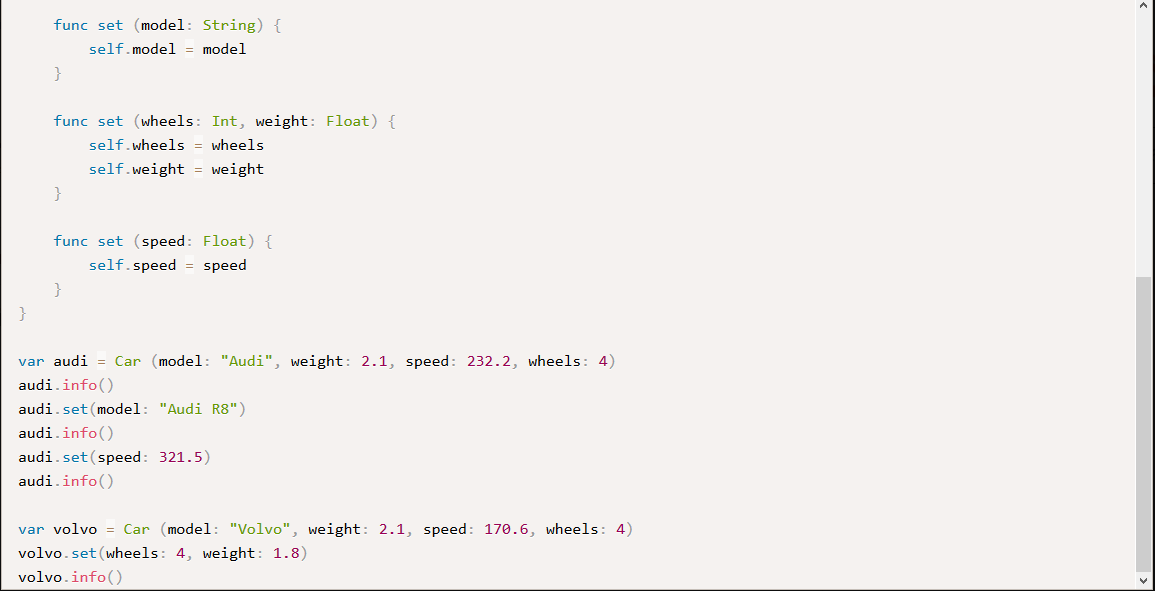 func set (model: String) {
self.model = model
}
func set (wheels: Int, weight: Float) {
self.wheels = wheels
self.weight = weight
}
func set (speed: Float) {
self.speed = speed
}
}
var audi = Car (model: "Audi", weight: 2.1, speed: 232.2, wheels: 4)
audi.info()
audi.set(model: "Audi R8")
audi.info()
audi.set(speed: 321.5)
audi.info()
var volvo = Car (model: "Volvo", weight: 2.1, speed: 170.6, wheels: 4)
volvo.set(wheels: 4, weight: 1.8)
volvo.info()